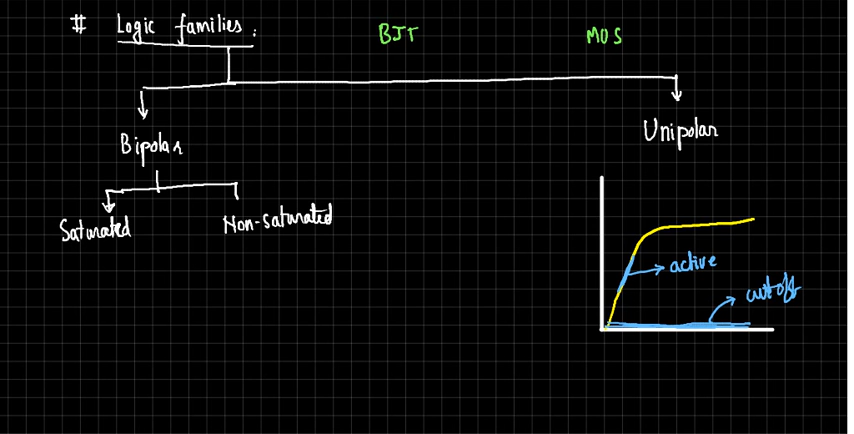 # Logic families.
BJT
MOS
Bipolar
Unipolar
Saturated
Non-saturated
active
cutoff